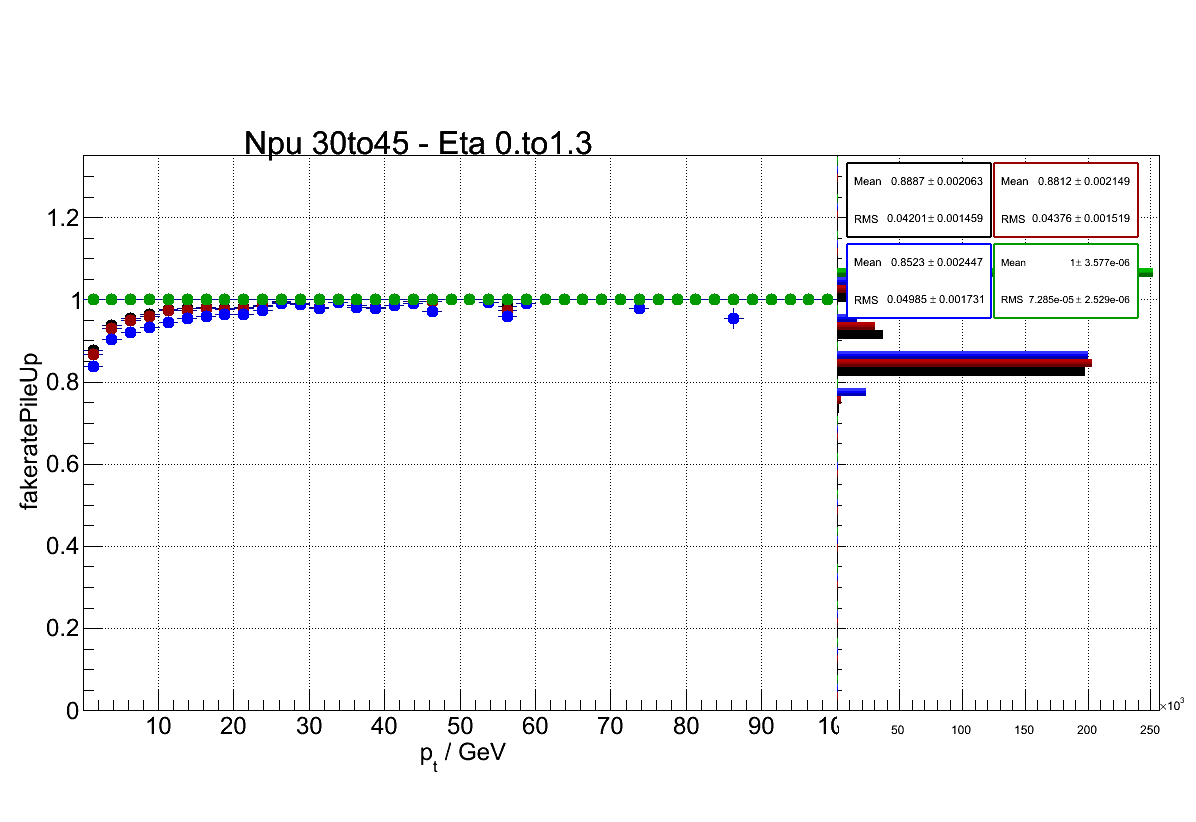 Npu 30to45 - Eta 0.to1.3
fakeratePileUp
1.2
1
0.8
0.6
0.4
0.2
0
10 20 30 40 50 60 70 80 90 10
p_t / GeV
Mean 0.8887 ± 0.002063
RMS 0.04201 ± 0.001459
Mean 0.8812 ± 0.002149
RMS 0.04376 ± 0.001519
Mean 0.8523 ± 0.002447
RMS 0.04985 ± 0.001731
Mean 1 ± 3.577e-06
RMS 7.285e-05 ± 2.529e-06
50 100 150 200 250
×10³